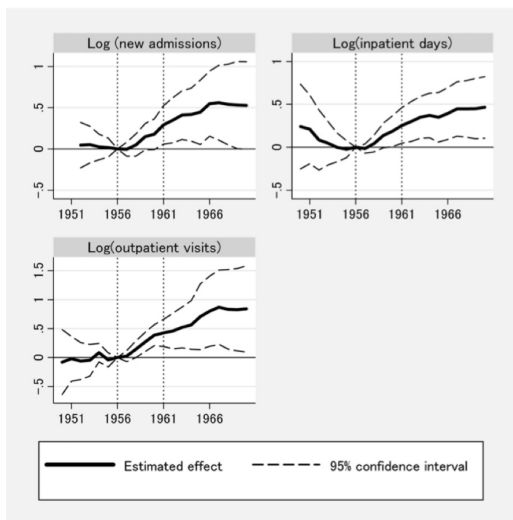 Log (new admissions)
1
.5
0
-.5
1951 1956 1961 1966
Log(inpatient days)
1
.5
0
-.5
1951 1956 1961 1966
Log(outpatient visits)
1.5
1
.5
0
-.5
1951 1956 1961 1966
Estimated effect 95% confidence interval